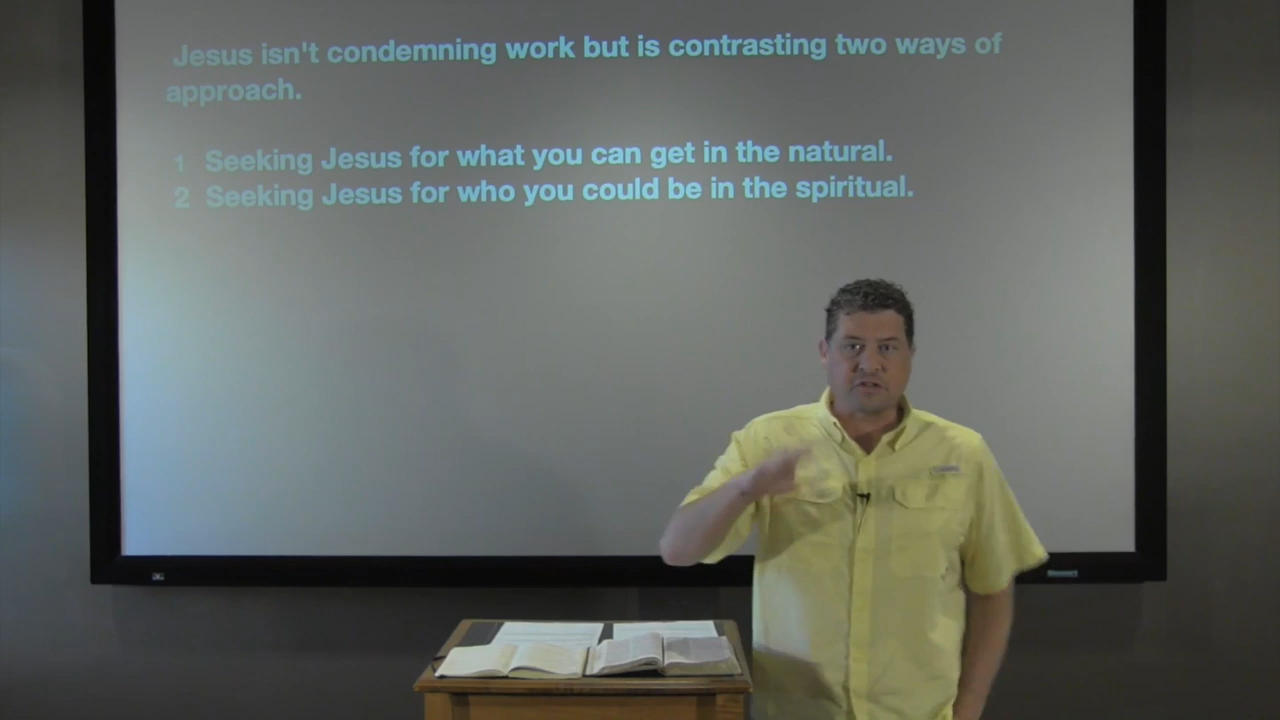 Jesus isn't condemning work but is contrasting two ways of
approach.
1 Seeking Jesus for what you can get in the natural.
2 Seeking Jesus for who you could be in the spiritual.